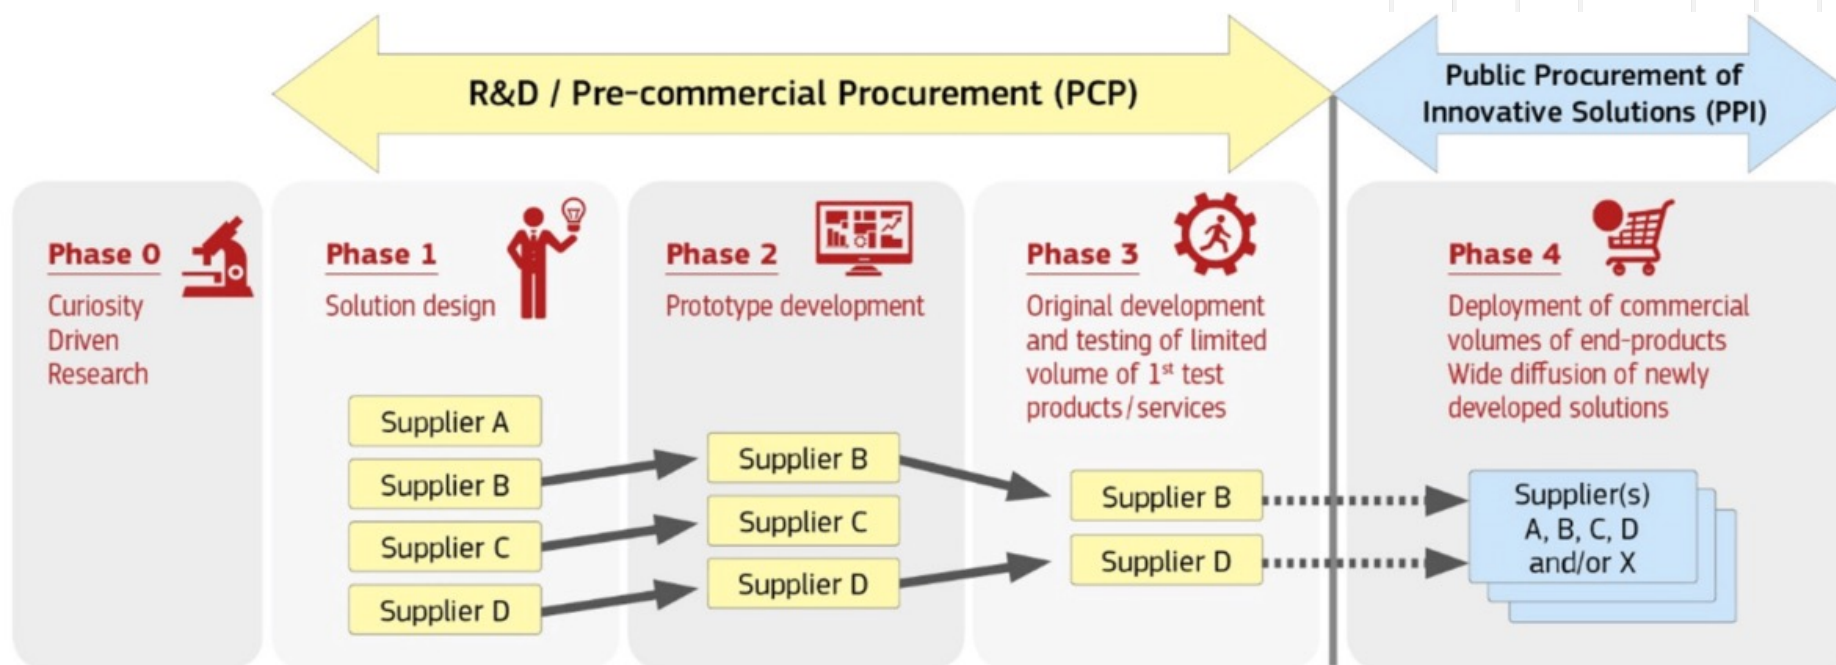 R&D / Pre-commercial Procurement (PCP)
Public Procurement of
Innovative Solutions (PPI)
Phase 0
Curiosity
Driven
Research
Phase 1
Solution design
Supplier A
Supplier B
Supplier C
Supplier D
Phase 2
Prototype development
Supplier B
Supplier C
Supplier D
Phase 3
Original development
and testing of limited
volume of 1st test
products/services
Supplier B
Supplier D
Phase 4
Deployment of commercial
volumes of end-products
Wide diffusion of newly
developed solutions
Supplier(s)
A, B, C, D
and/or X